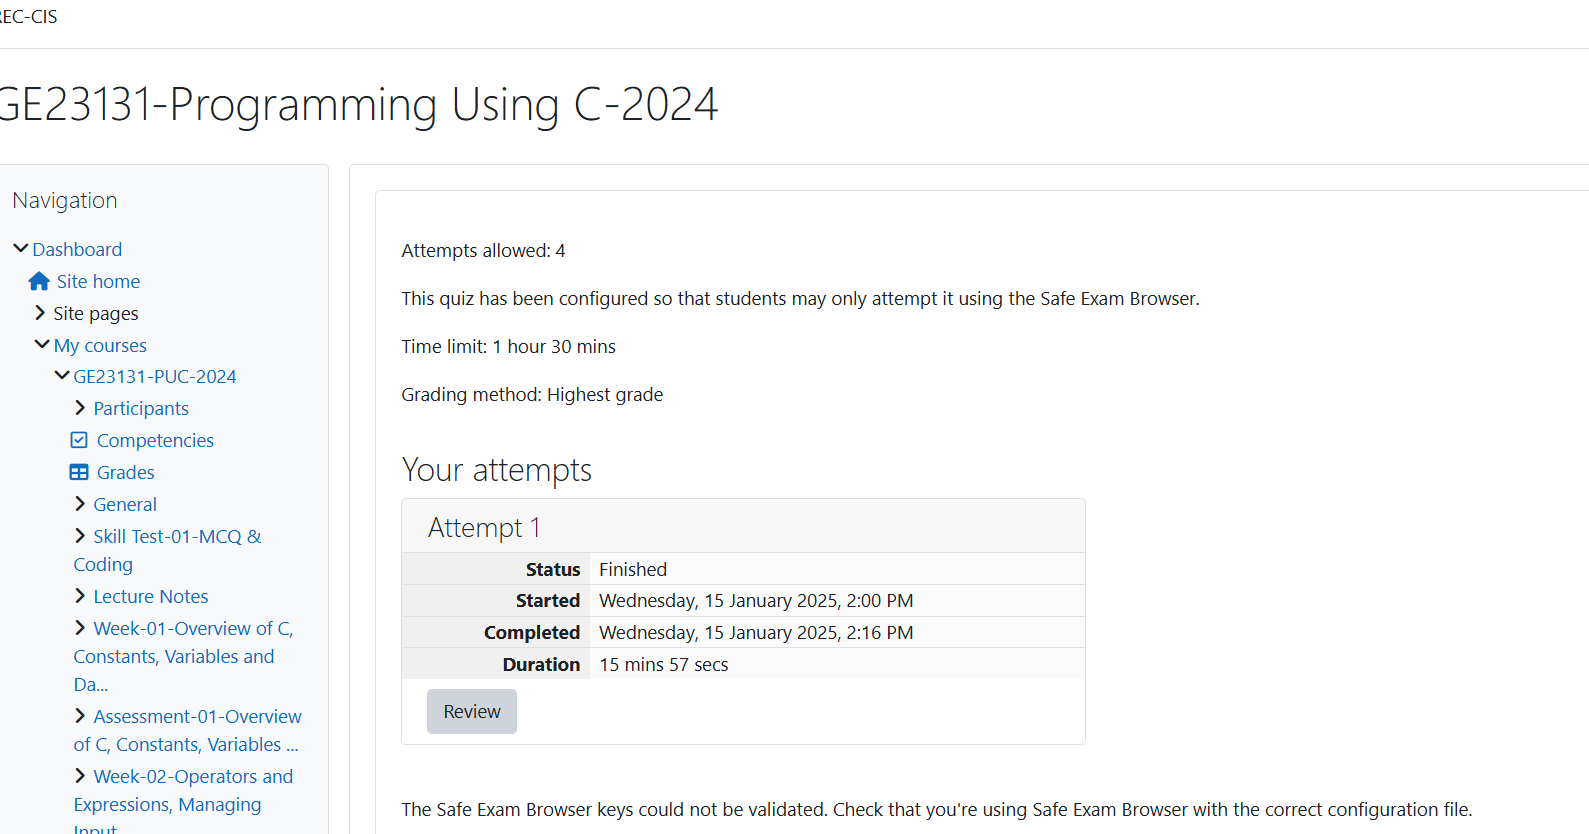 REC-CIS
GE23131-Programming Using C-2024
Navigation
Dashboard
Site home
Site pages
My courses
GE23131-PUC-2024
Participants
Competencies
Grades
General
Skill Test-01-MCQ &
Coding
Lecture Notes
Week-01-Overview of C,
Constants, Variables and
Da...
Assessment-01-Overview
of C, Constants, Variables ...
Week-02-Operators and
Expressions, Managing
Input
Attempts allowed: 4
This quiz has been configured so that students may only attempt it using the Safe Exam Browser.
Time limit: 1 hour 30 mins
Grading method: Highest grade
Your attempts
Attempt 1
Status Finished
Started Wednesday, 15 January 2025, 2:00 PM
Completed Wednesday, 15 January 2025, 2:16 PM
Duration 15 mins 57 secs
Review
The Safe Exam Browser keys could not be validated. Check that you're using Safe Exam Browser with the correct configuration file.